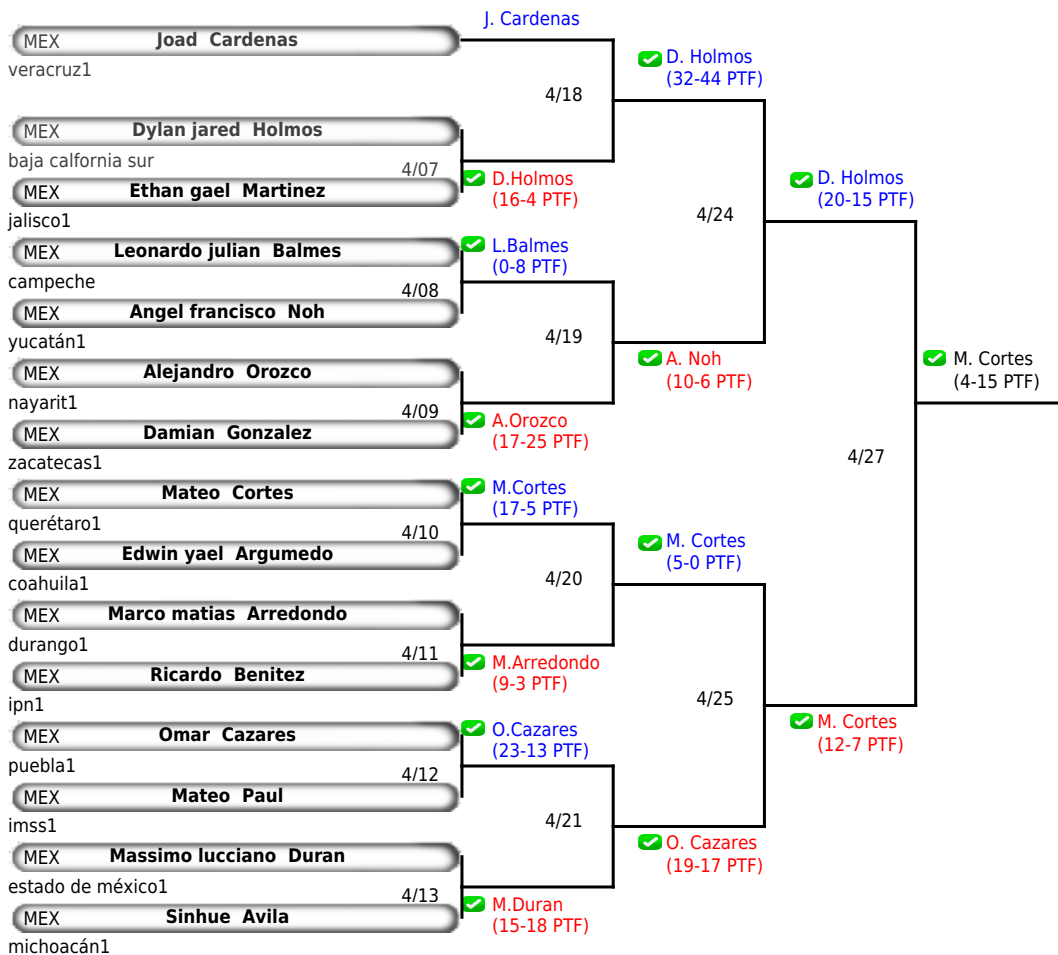 J. Cardenas
MEX Joad Cardenas
veracruz1
D. Holmos
(32-44 PTF)
4/18
MEX Dylan jared Holmos
baja calfornia sur
4/07
D.Holmos
(16-4 PTF)
MEX Ethan gael Martinez
jalisco1
D. Holmos
(20-15 PTF)
4/24
MEX Leonardo julian Balmes
L.Balmes
(0-8 PTF)
campeche
4/08
MEX Angel francisco Noh
yucatán1
4/19
A. Noh
(10-6 PTF)
MEX Alejandro Orozco
nayarit1
4/09
A.Orozco
(17-25 PTF)
MEX Damian Gonzalez
zacatecas1
M. Cortes
(4-15 PTF)
4/27
MEX Mateo Cortes
M.Cortes
(17-5 PTF)
querétaro1
4/10
MEX Edwin yael Argumedo
coahuila1
M. Cortes
(5-0 PTF)
4/20
MEX Marco matias Arredondo
durango1
4/11
M.Arredondo
(9-3 PTF)
MEX Ricardo Benitez
ipn1
4/25
M. Cortes
(12-7 PTF)
MEX Omar Cazares
O.Cazares
(23-13 PTF)
puebla1
4/12
MEX Mateo Paul
imss1
4/21
O. Cazares
(19-17 PTF)
MEX Massimo lucciano Duran
estado de méxico1
4/13
M.Duran
(15-18 PTF)
MEX Sinhue Avila
michoacán1